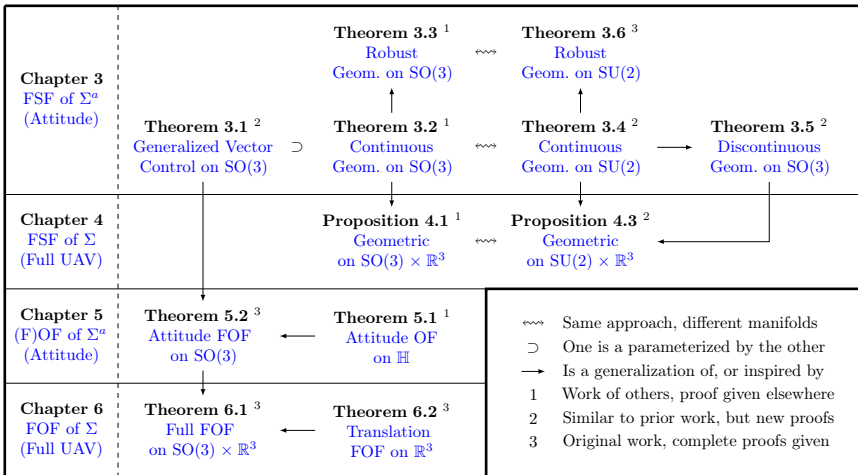 Theorem 3.3 ¹
Robust
Geom. on SO(3)
⇜⇝
Theorem 3.6 ³
Robust
Geom. on SU(2)
Chapter 3
FSF of Σᵃ
(Attitude)
Theorem 3.1 ²
Generalized Vector
Control on SO(3)
⊃
Theorem 3.2 ¹
Continuous
Geom. on SO(3)
⇜⇝
Theorem 3.4 ²
Continuous
Geom. on SU(2)
Theorem 3.5 ²
Discontinuous
Geom. on SO(3)
Chapter 4
FSF of Σ
(Full UAV)
Proposition 4.1 ¹
Geometric
on SO(3) × ℝ³
⇜⇝
Proposition 4.3 ²
Geometric
on SU(2) × ℝ³
Chapter 5
(F)OF of Σᵃ
(Attitude)
Theorem 5.2 ³
Attitude FOF
on SO(3)
Theorem 5.1 ¹
Attitude OF
on ℍ
Chapter 6
FOF of Σ
(Full UAV)
Theorem 6.1 ³
Full FOF
on SO(3) × ℝ³
Theorem 6.2 ³
Translation
FOF on ℝ³
⇜⇝ Same approach, different manifolds
⊃ One is a parameterized by the other
→ Is a generalization of, or inspired by
1 Work of others, proof given elsewhere
2 Similar to prior work, but new proofs
3 Original work, complete proofs given